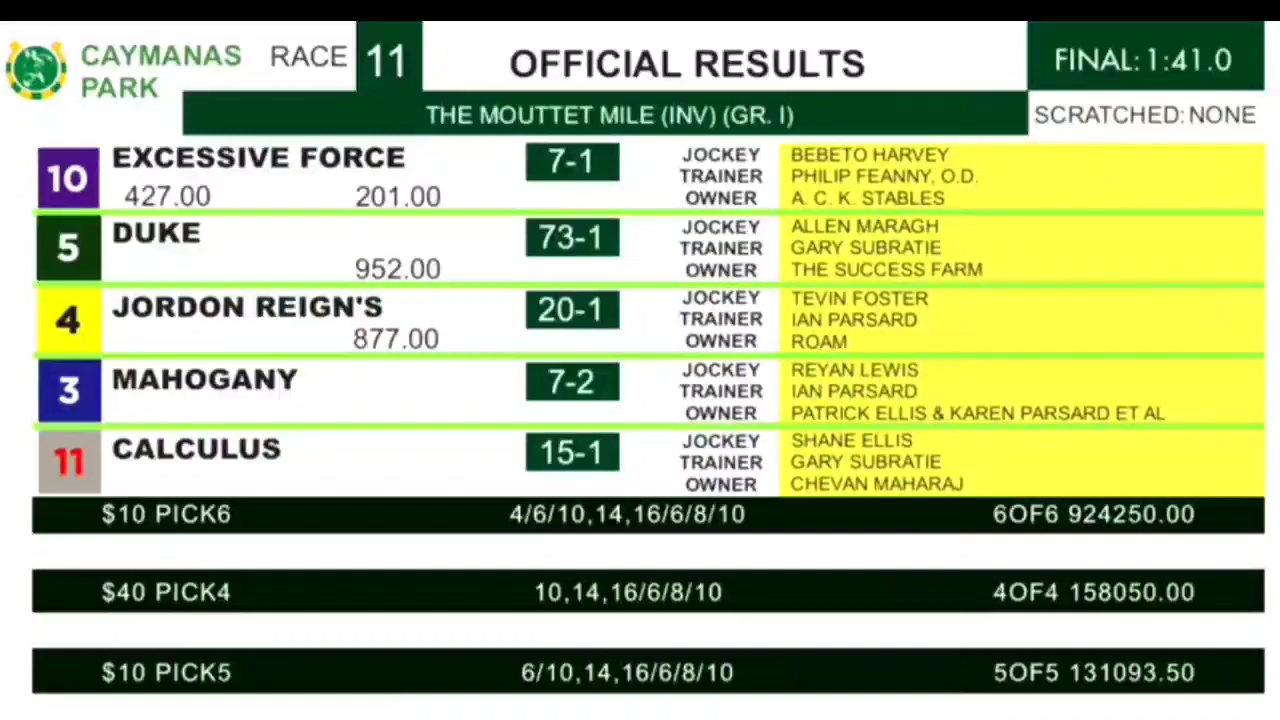 CAYMANAS PARK
RACE 11
OFFICIAL RESULTS
FINAL: 1:41.0
THE MOUTTET MILE (INV) (GR. I)
SCRATCHED: NONE
10 EXCESSIVE FORCE 7-1 JOCKEY BEBETO HARVEY
TRAINER PHILIP FEANNY, O.D.
427.00 201.00 OWNER A. C. K. STABLES
5 DUKE 73-1 JOCKEY ALLEN MARAGH
TRAINER GARY SUBRATIE
952.00 OWNER THE SUCCESS FARM
4 JORDON REIGN'S 20-1 JOCKEY TEVIN FOSTER
TRAINER IAN PARSARD
877.00 OWNER ROAM
3 MAHOGANY 7-2 JOCKEY REYAN LEWIS
TRAINER IAN PARSARD
OWNER PATRICK ELLIS & KAREN PARSARD ET AL
11 CALCULUS 15-1 JOCKEY SHANE ELLIS
TRAINER GARY SUBRATIE
OWNER CHEVAN MAHARAJ
$10 PICK6 4/6/10,14,16/6/8/10 6OF6 924250.00
$40 PICK4 10,14,16/6/8/10 4OF4 158050.00
$10 PICK5 6/10,14,16/6/8/10 5OF5 131093.50